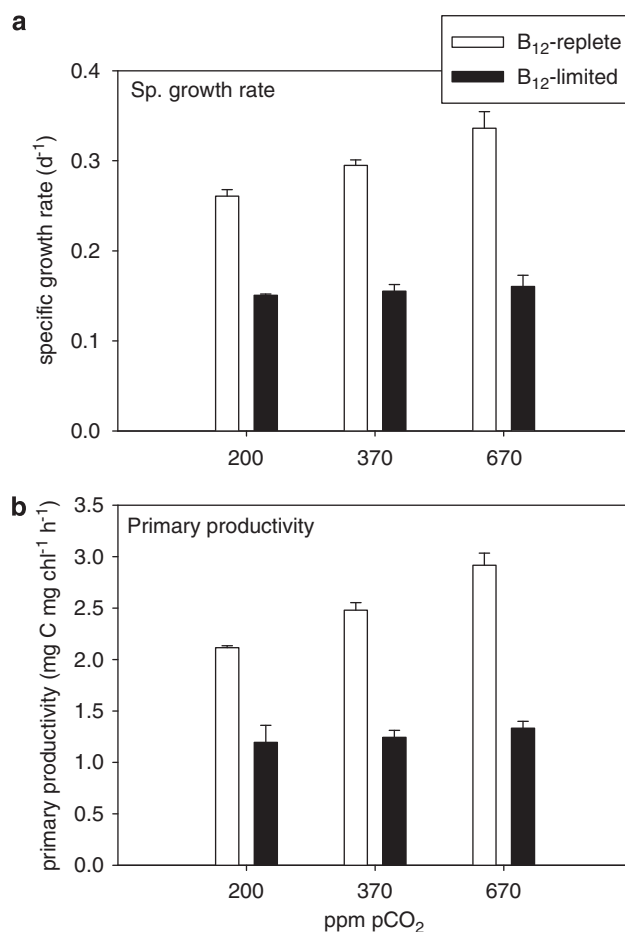 a
B₁₂-replete
B₁₂-limited
Sp. growth rate
specific growth rate (d⁻¹)
0.4
0.3
0.2
0.1
0.0
200 370 670
b
Primary productivity
primary productivity (mg C mg chl⁻¹ h⁻¹)
3.5
3.0
2.5
2.0
1.5
1.0
0.5
0.0
200 370 670
ppm pCO₂